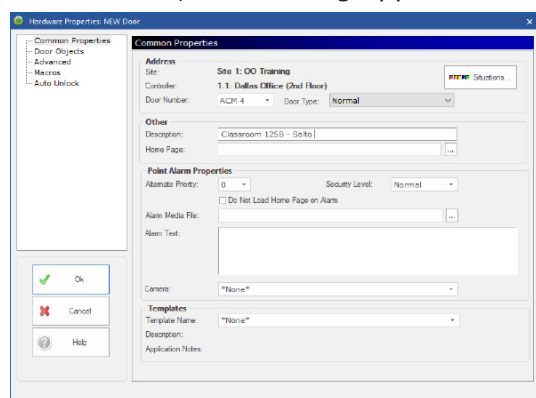 Hardware Properties: NEW Door
x
Common Properties
Door Objects
Advanced
Macros
Auto Unlock
Ok
Cancel
Help
Common Properties
Address
Site: Site 1: OO Training
Situations...
Controller: 1.1: Dallas Office (2nd Floor)
Door Number: ACM 4 Door Type: Normal
Other
Description: Classroom 125B - Salto
Home Page: ...
Point Alarm Properties
Alternate Priority: 0 Security Level: Normal
Do Not Load Home Page on Alarm
Alarm Media File: ...
Alarm Text:
Camera: *None*
Templates
Template Name: *None*
Description:
Application Notes: